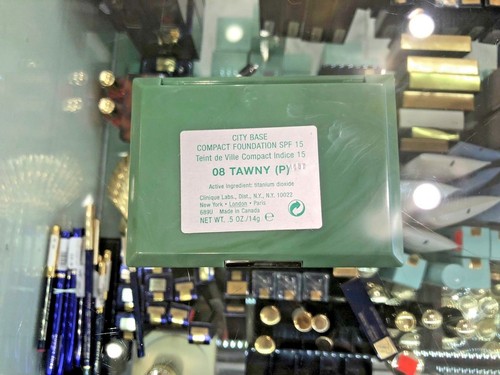 CITY BASE
COMPACT FOUNDATION SPF 15
Teint de Ville Compact Indice 15
08 TAWNY (P)
Active Ingredient: titanium dioxide
Clinique Labs., Dist., N.Y., N.Y. 10022
New York • London • Paris
6890 Made in Canada
NET WT. .5 OZ./14g ℮